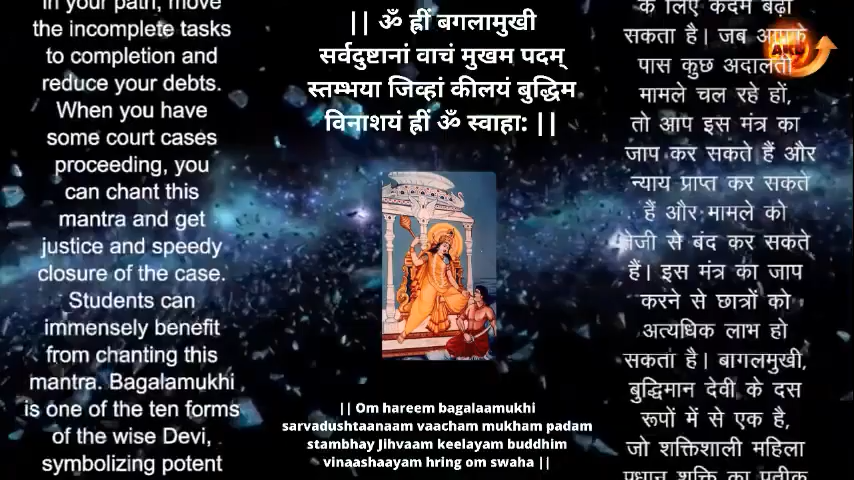 in your path, move
the incomplete tasks
to completion and
reduce your debts.
When you have
some court cases
proceeding, you
can chant this
mantra and get
justice and speedy
closure of the case.
Students can
immensely benefit
from chanting this
mantra. Bagalamukhi
is one of the ten forms
of the wise Devi,
symbolizing potent
|| ॐ ह्रीं बगलामुखी
सर्वदुष्टानां वाचं मुखम पदम्
स्तम्भया जिव्हां कीलयं बुद्धिम
विनाशयं ह्रीं ॐ स्वाहा: ||
|| Om hareem bagalaamukhi
sarvadushtaanaam vaacham mukham padam
stambhay Jihvaam keelayam buddhim
vinaashaayam hring om swaha ||
के लिए कदम बढ़ा
सकता है। जब आपके
पास कुछ अदालती
मामले चल रहे हों,
तो आप इस मंत्र का
जाप कर सकते हैं और
न्याय प्राप्त कर सकते
हैं और मामले को
तेजी से बंद कर सकते
हैं। इस मंत्र का जाप
करने से छात्रों को
अत्यधिक लाभ हो
सकता है। बागलमुखी,
बुद्धिमान देवी के दस
रूपों में से एक है,
जो शक्तिशाली महिला
प्रधान शक्ति का प्रतीक